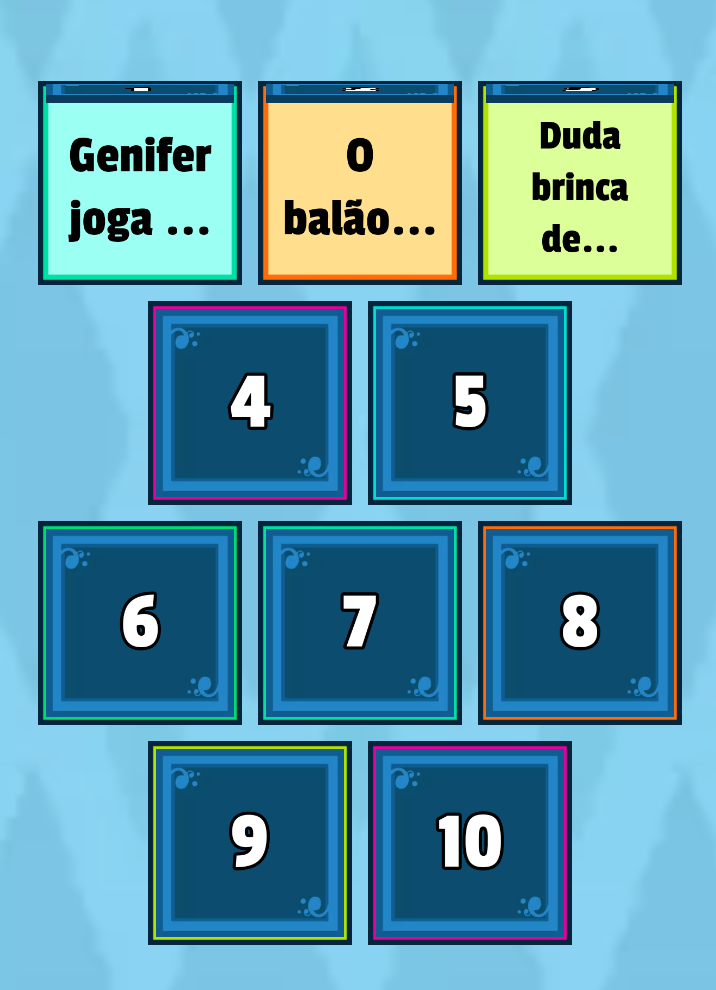 Genifer
joga ...
O
balão...
Duda
brinca
de...
4
5
6
7
8
9
10